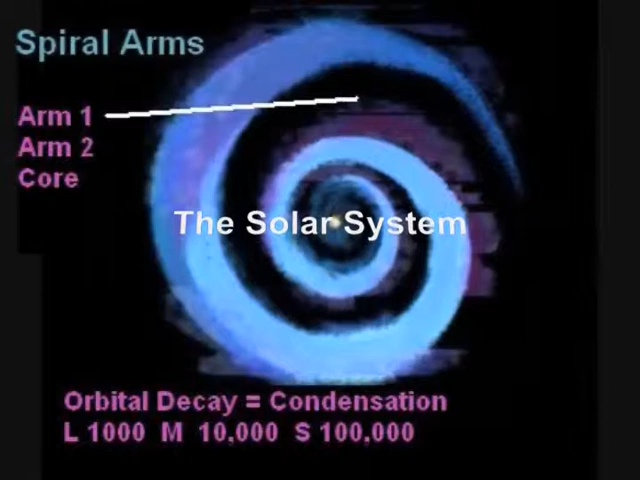 Spiral Arms
Arm 1
Arm 2
Core
The Solar System
Orbital Decay = Condensation
L 1000 M 10,000 S 100,000